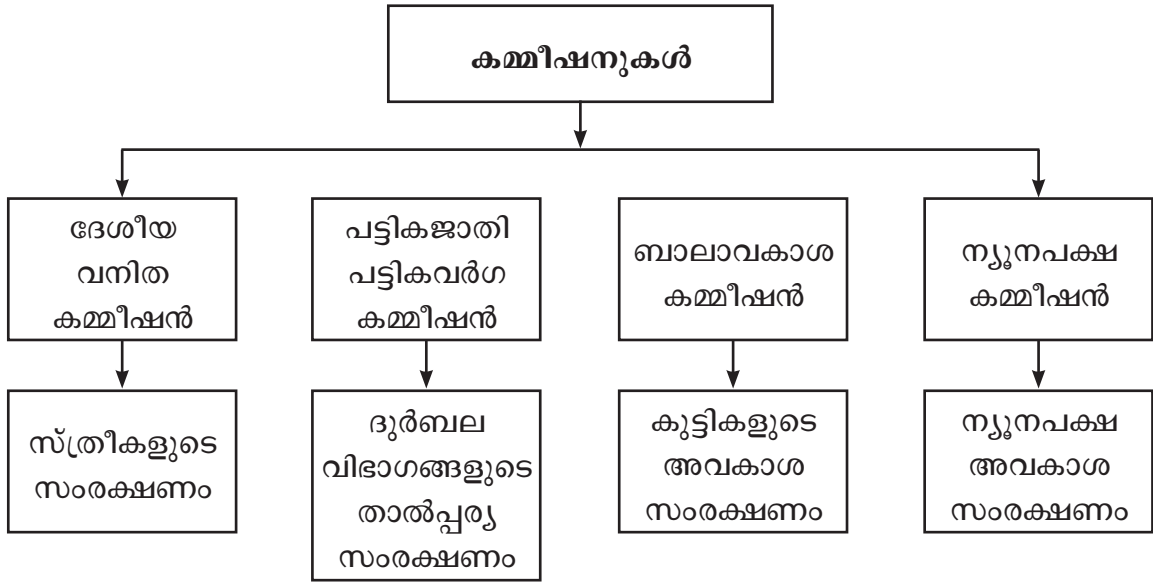 കമ്മീഷനുകൾ
ദേശീയ
വനിത
കമ്മീഷൻ
പട്ടികജാതി
പട്ടികവർഗ
കമ്മീഷൻ
ബാലാവകാശ
കമ്മീഷൻ
ന്യൂനപക്ഷ
കമ്മീഷൻ
സ്ത്രീകളുടെ
സംരക്ഷണം
ദുർബല
വിഭാഗങ്ങളുടെ
താൽപ്പര്യ
സംരക്ഷണം
കുട്ടികളുടെ
അവകാശ
സംരക്ഷണം
ന്യൂനപക്ഷ
അവകാശ
സംരക്ഷണം